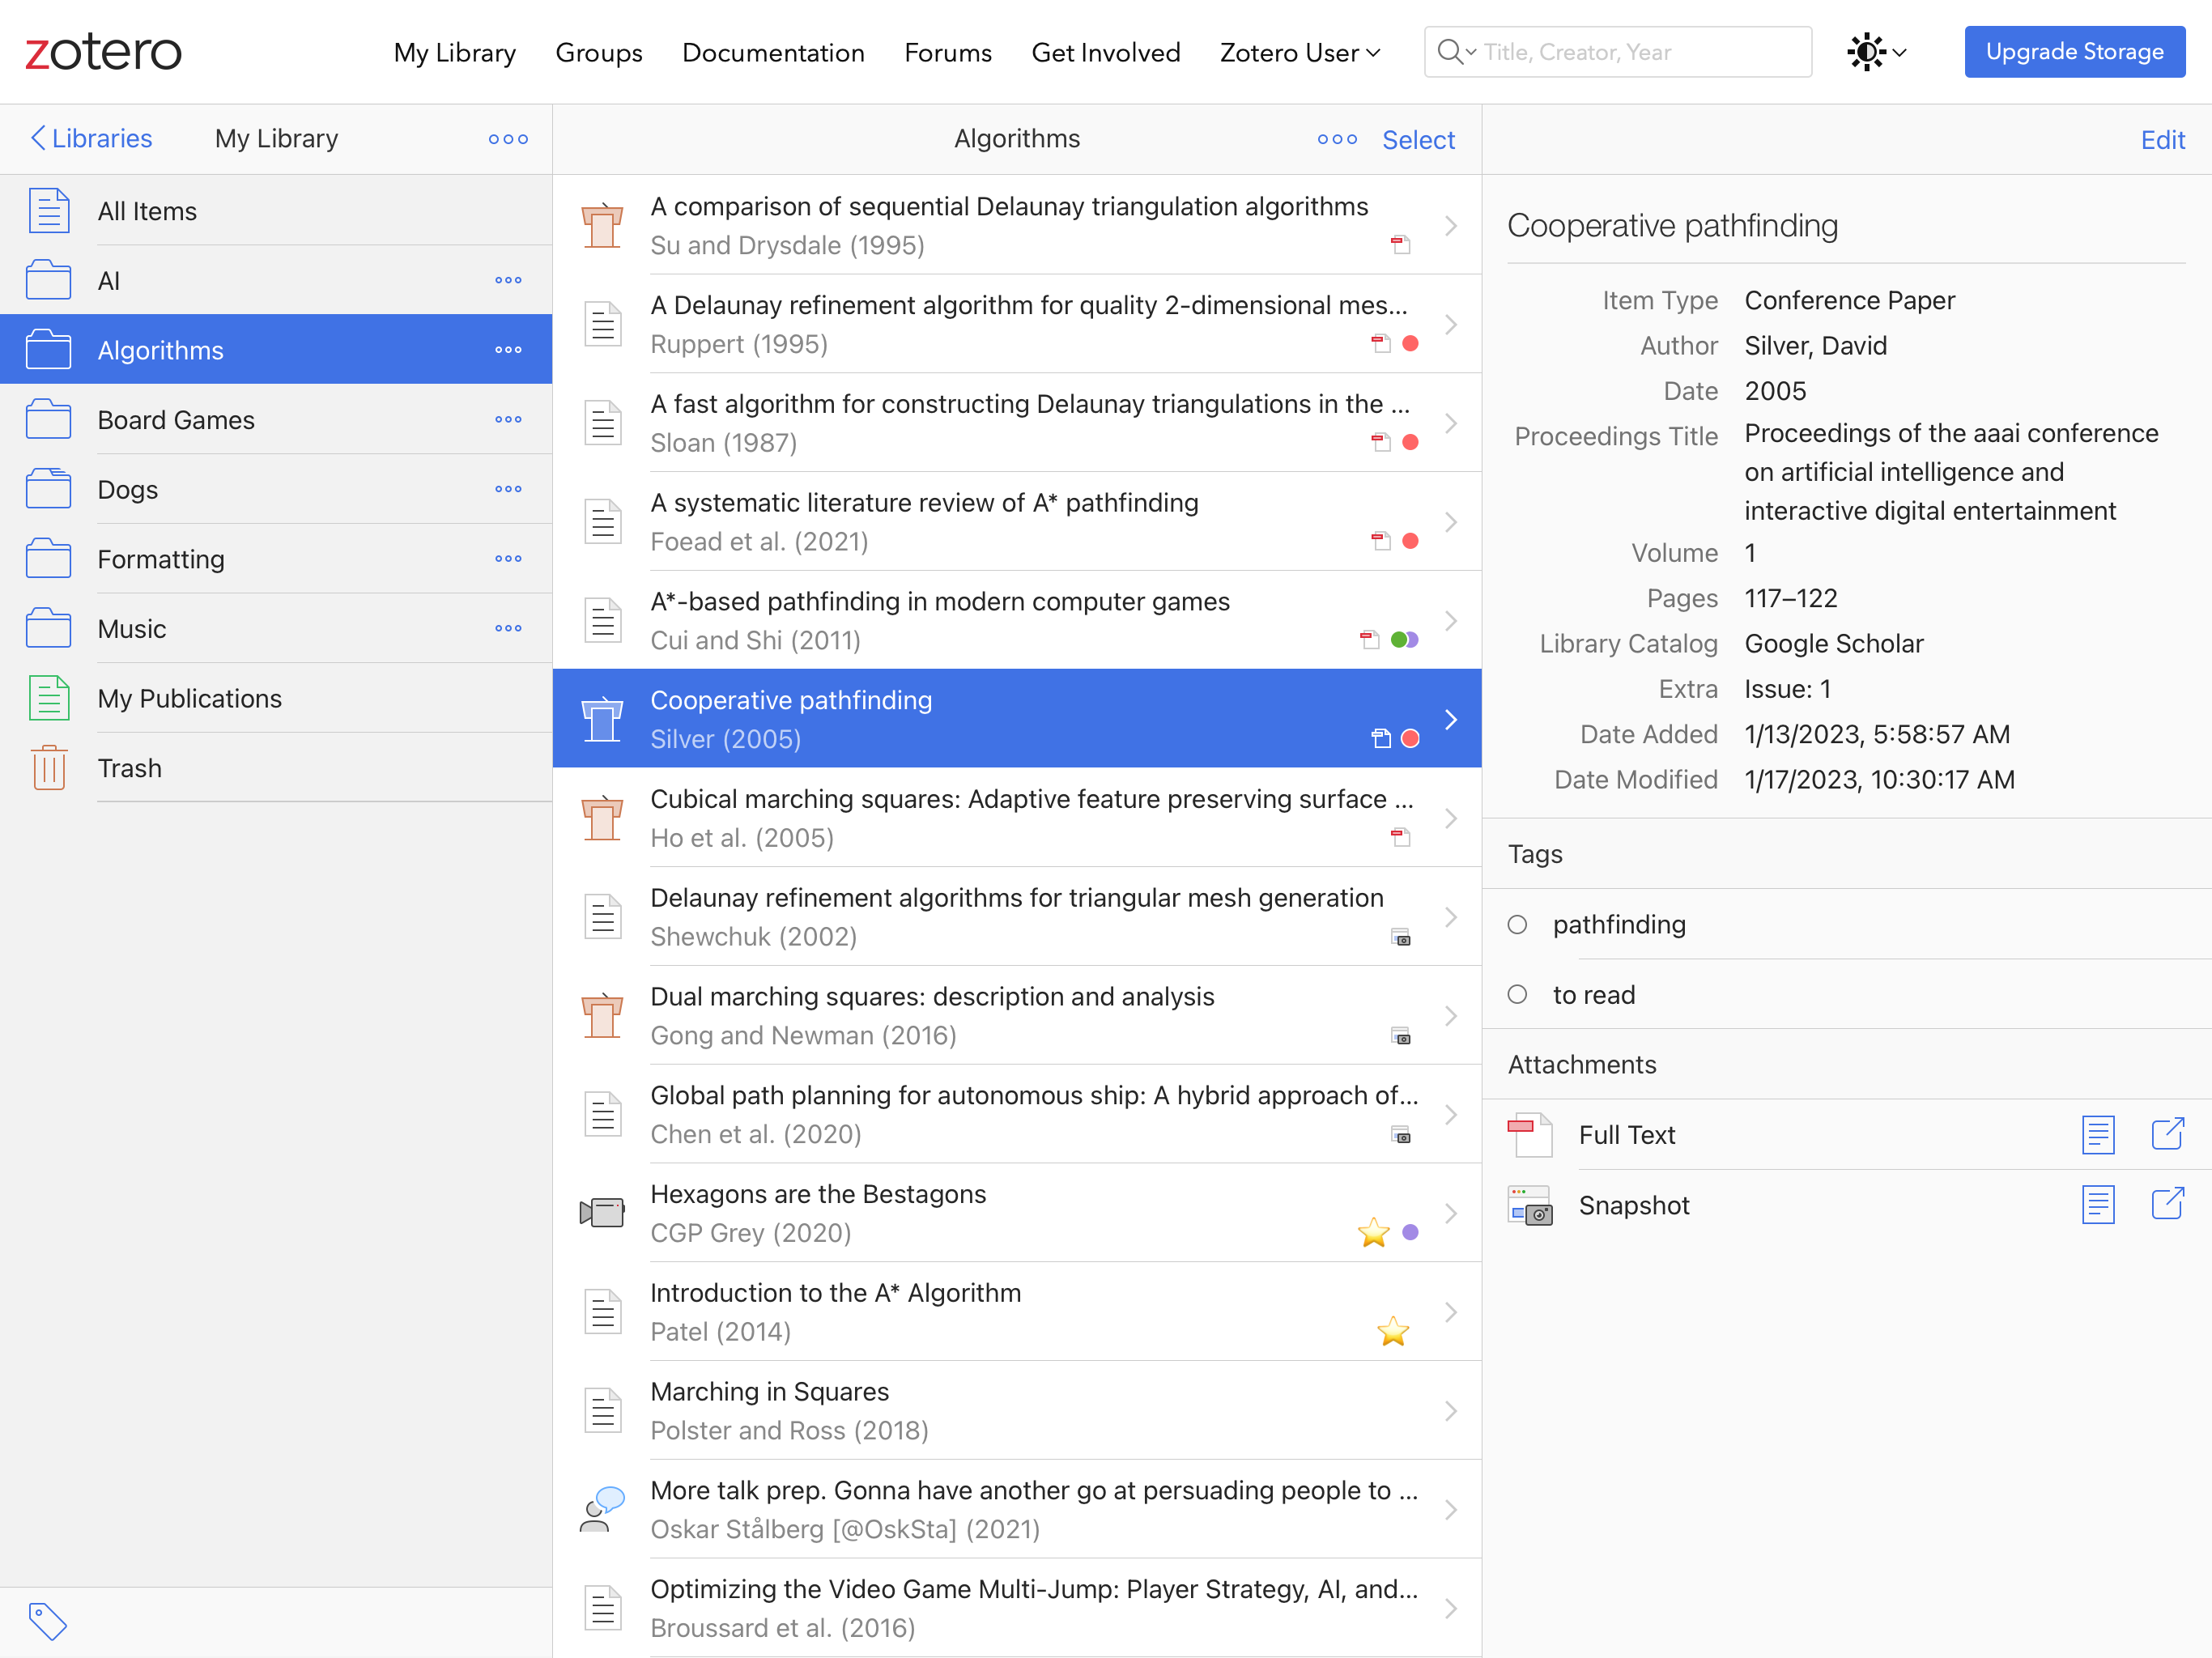 zotero
My Library
Groups
Documentation
Forums
Get Involved
Zotero User
Title, Creator, Year
Upgrade Storage
Libraries
My Library
All Items
AI
Algorithms
Board Games
Dogs
Formatting
Music
My Publications
Trash
Algorithms
Select
A comparison of sequential Delaunay triangulation algorithms
Su and Drysdale (1995)
A Delaunay refinement algorithm for quality 2-dimensional mes...
Ruppert (1995)
A fast algorithm for constructing Delaunay triangulations in the ...
Sloan (1987)
A systematic literature review of A* pathfinding
Foead et al. (2021)
A*-based pathfinding in modern computer games
Cui and Shi (2011)
Cooperative pathfinding
Silver (2005)
Cubical marching squares: Adaptive feature preserving surface ...
Ho et al. (2005)
Delaunay refinement algorithms for triangular mesh generation
Shewchuk (2002)
Dual marching squares: description and analysis
Gong and Newman (2016)
Global path planning for autonomous ship: A hybrid approach of...
Chen et al. (2020)
Hexagons are the Bestagons
CGP Grey (2020)
Introduction to the A* Algorithm
Patel (2014)
Marching in Squares
Polster and Ross (2018)
More talk prep. Gonna have another go at persuading people to ...
Oskar Stålberg [@OskSta] (2021)
Optimizing the Video Game Multi-Jump: Player Strategy, AI, and...
Broussard et al. (2016)
Edit
Cooperative pathfinding
Item Type Conference Paper
Author Silver, David
Date 2005
Proceedings Title Proceedings of the aaai conference
on artificial intelligence and
interactive digital entertainment
Volume 1
Pages 117–122
Library Catalog Google Scholar
Extra Issue: 1
Date Added 1/13/2023, 5:58:57 AM
Date Modified 1/17/2023, 10:30:17 AM
Tags
pathfinding
to read
Attachments
Full Text
Snapshot